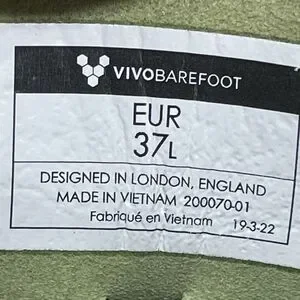 VIVOBAREFOOT
EUR
37L
DESIGNED IN LONDON, ENGLAND
MADE IN VIETNAM 200070-01
Fabriqué en Vietnam 19-3-22